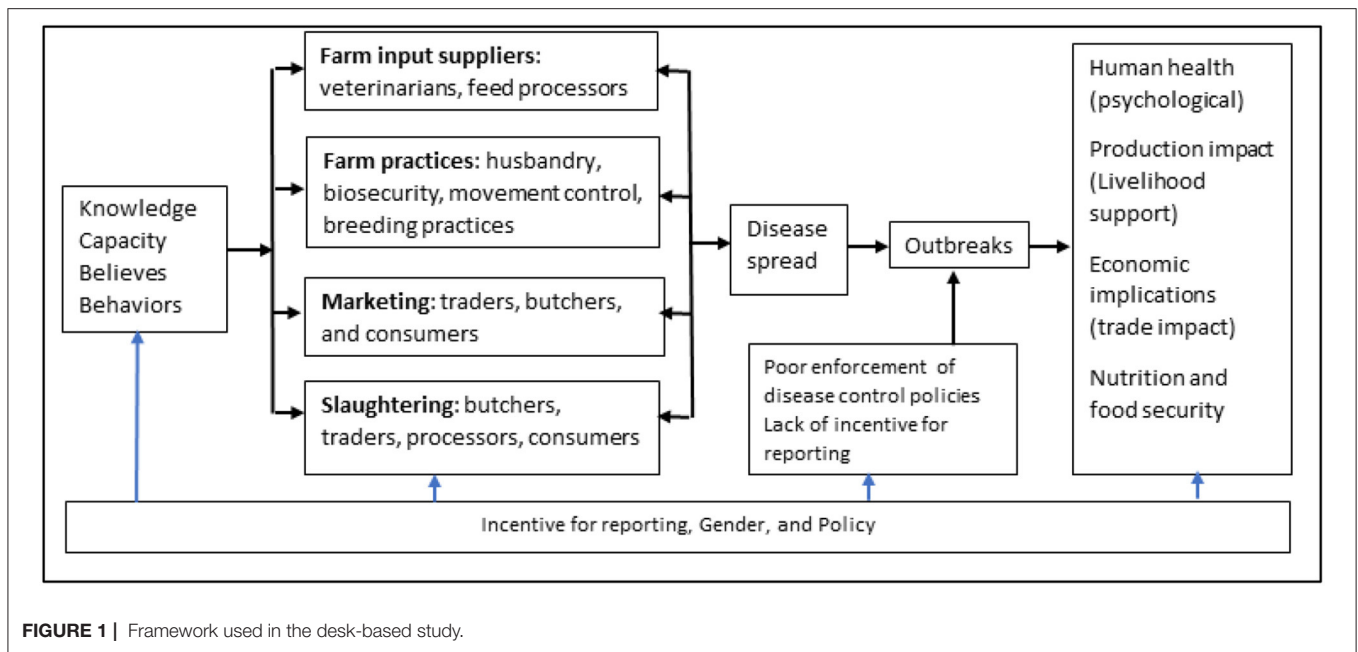 Knowledge
Capacity
Believes
Behaviors
Farm input suppliers:
veterinarians, feed processors
Farm practices: husbandry,
biosecurity, movement control,
breeding practices
Marketing: traders, butchers,
and consumers
Slaughtering: butchers,
traders, processors, consumers
Disease
spread
Outbreaks
Poor enforcement of
disease control policies
Lack of incentive for
reporting
Human health
(psychological)
Production impact
(Livelihood
support)
Economic
implications
(trade impact)
Nutrition and
food security
Incentive for reporting, Gender, and Policy
FIGURE 1 | Framework used in the desk-based study.